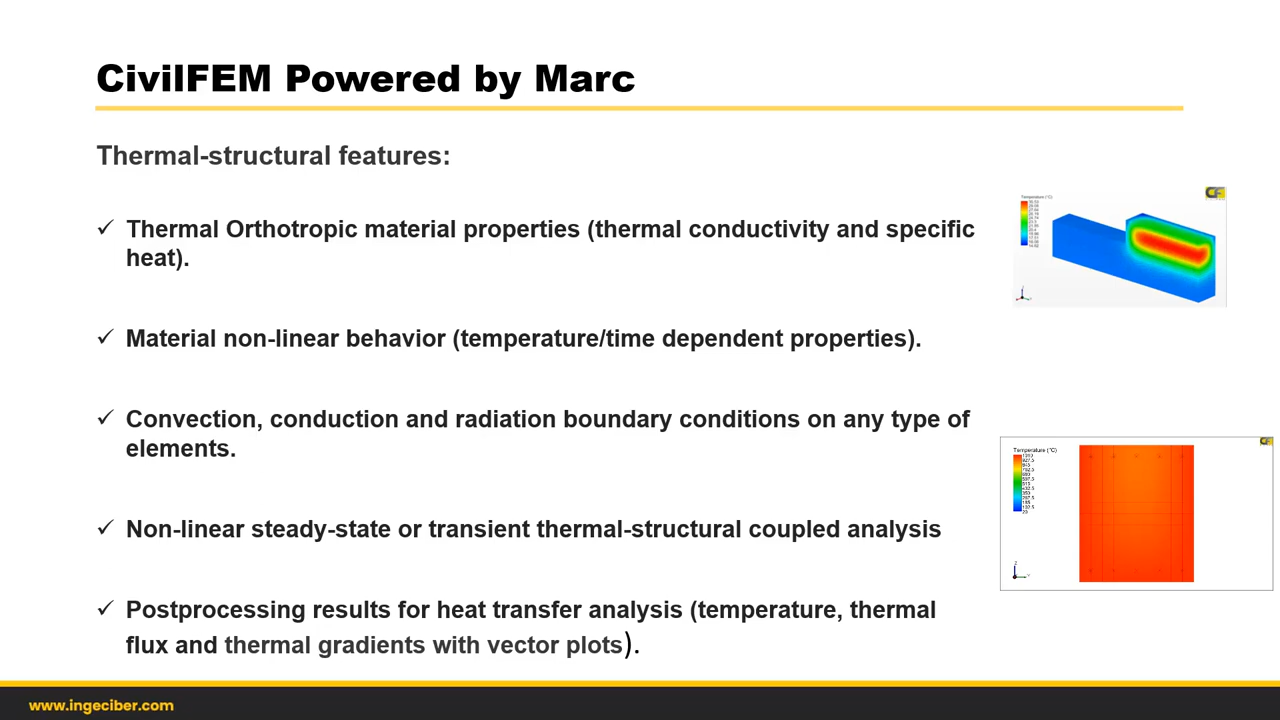 CivilFEM Powered by Marc
Thermal-structural features:
✓ Thermal Orthotropic material properties (thermal conductivity and specific
heat).
✓ Material non-linear behavior (temperature/time dependent properties).
✓ Convection, conduction and radiation boundary conditions on any type of
elements.
✓ Non-linear steady-state or transient thermal-structural coupled analysis
✓ Postprocessing results for heat transfer analysis (temperature, thermal
flux and thermal gradients with vector plots).
Temperature (°C)
Temperature (°C)
www.ingeciber.com